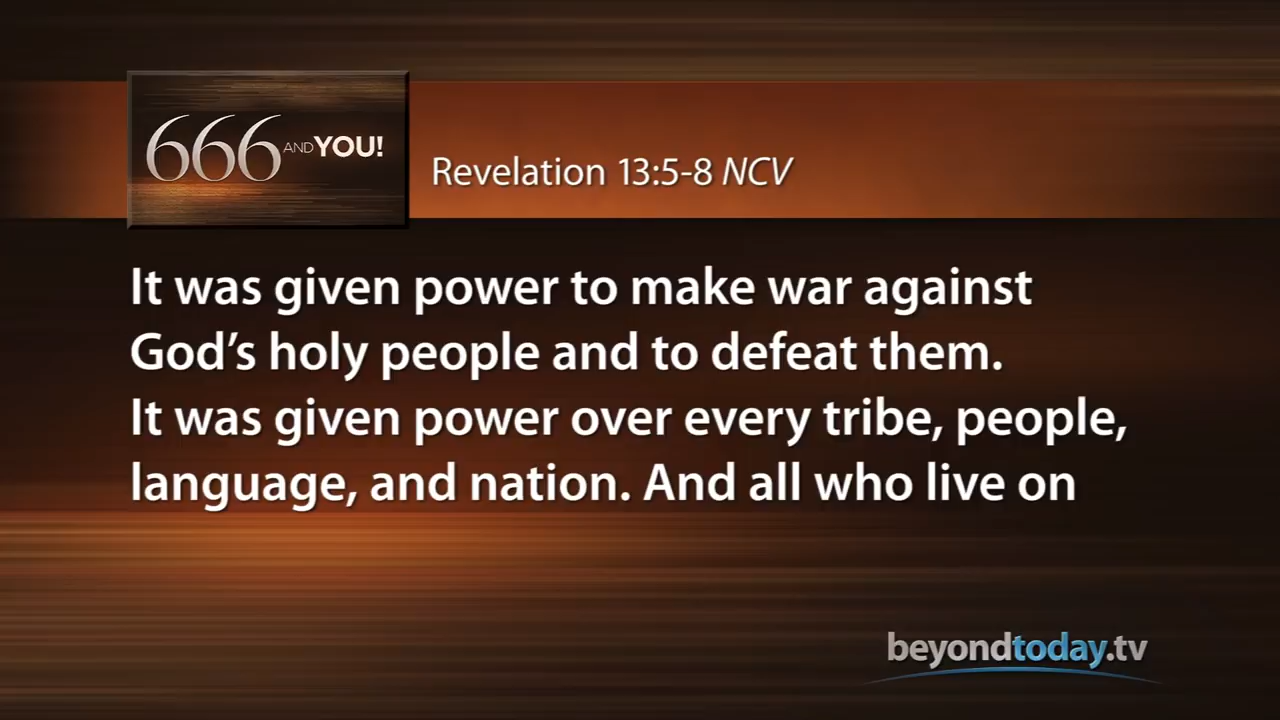 666 AND YOU!
Revelation 13:5-8 NCV
It was given power to make war against
God’s holy people and to defeat them.
It was given power over every tribe, people,
language, and nation. And all who live on
beyondtoday.tv